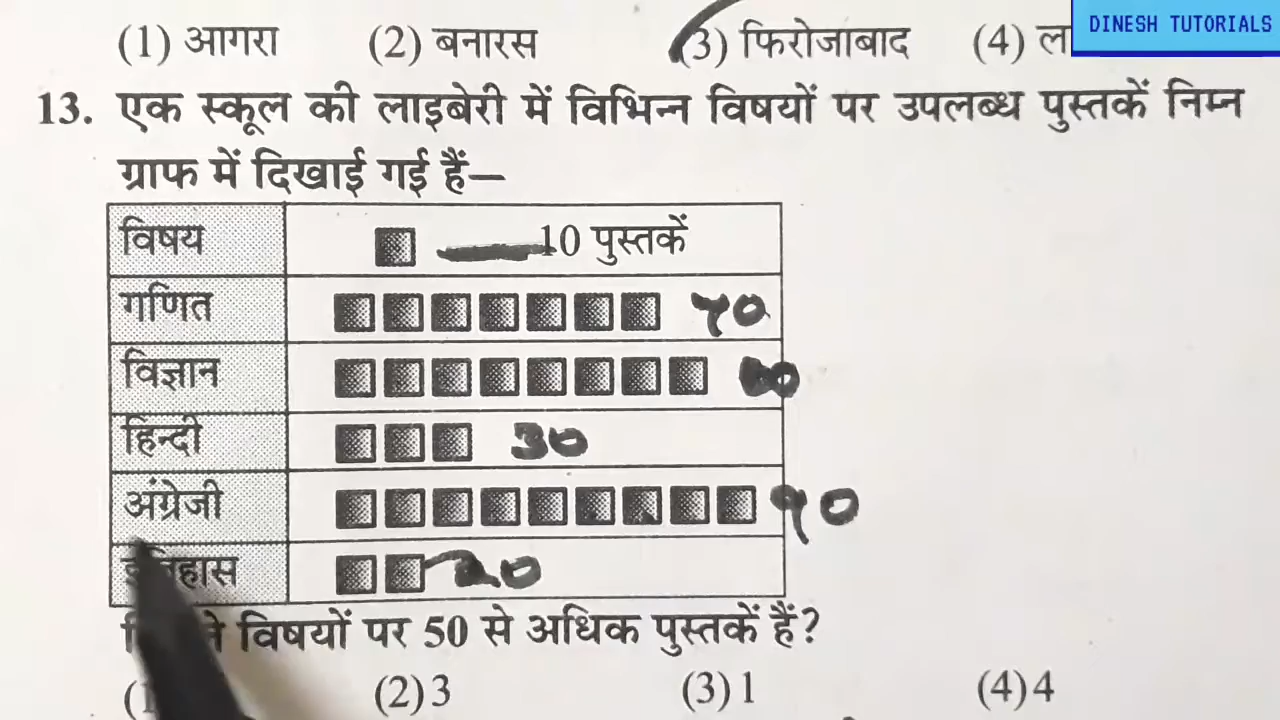 DINESH TUTORIALS
(1) आगरा (2) बनारस (3) फिरोजाबाद (4)
13. एक स्कूल की लाइबेरी में विभिन्न विषयों पर उपलब्ध पुस्तकें निम्न
ग्राफ में दिखाई गई हैं—
विषय 10 पुस्तकें
गणित 70
विज्ञान
हिन्दी 30
अंग्रेजी 90
इतिहास 20
विषयों पर 50 से अधिक पुस्तकें हैं?
(2) 3 (3) 1 (4) 4